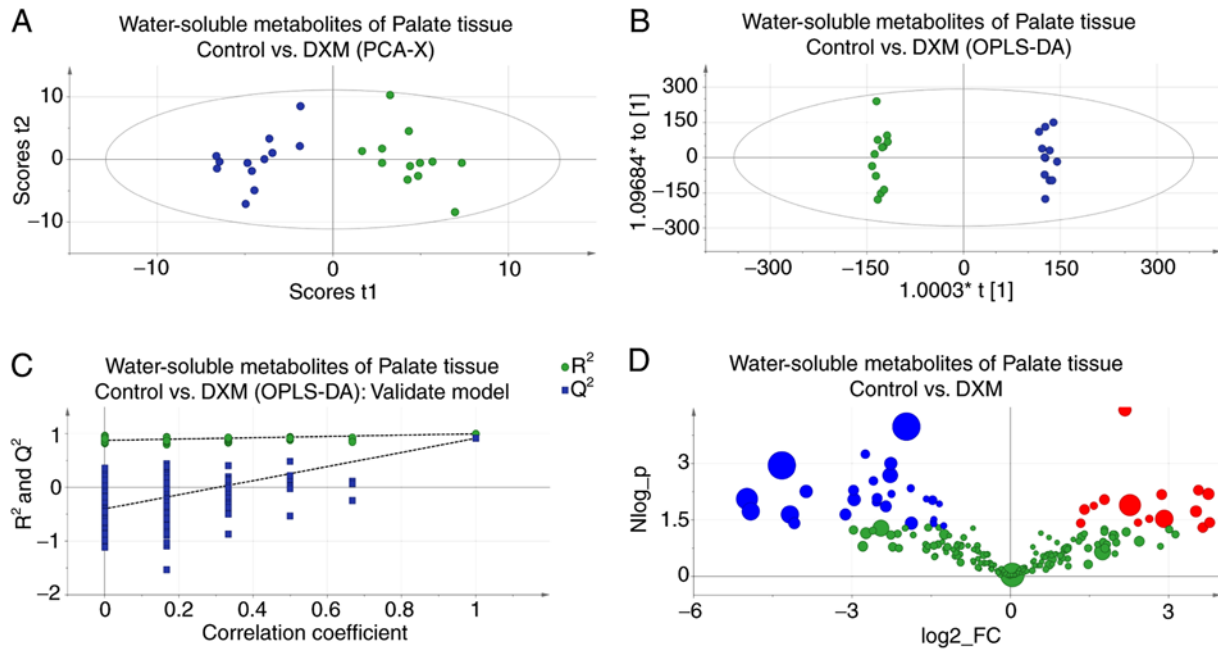 A
Water-soluble metabolites of Palate tissue
Control vs. DXM (PCA-X)
Scores t2
10
0
−10
−10
0
10
Scores t1
B
Water-soluble metabolites of Palate tissue
Control vs. DXM (OPLS-DA)
1.09684* to [1]
300
150
0
−150
−300
−300
−150
0
150
300
1.0003* t [1]
C
Water-soluble metabolites of Palate tissue
Control vs. DXM (OPLS-DA): Validate model
R²
Q²
R² and Q²
1
0
−1
−2
0
0.2
0.4
0.6
0.8
1
Correlation coefficient
D
Water-soluble metabolites of Palate tissue
Control vs. DXM
Nlog_p
3
1.5
0
−6
−3
0
3
log2_FC